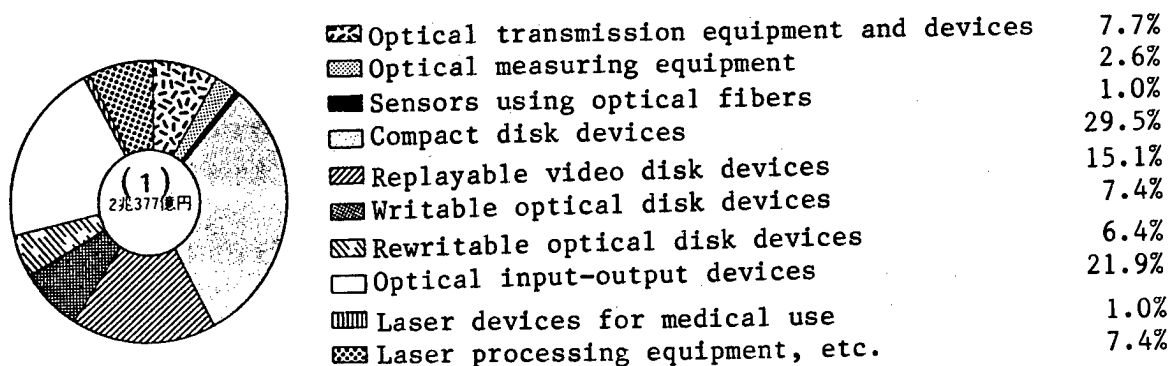 Optical transmission equipment and devices 7.7%
Optical measuring equipment 2.6%
Sensors using optical fibers 1.0%
Compact disk devices 29.5%
Replayable video disk devices 15.1%
Writable optical disk devices 7.4%
Rewritable optical disk devices 6.4%
Optical input-output devices 21.9%
Laser devices for medical use 1.0%
Laser processing equipment, etc. 7.4%
(1)
2兆377億円